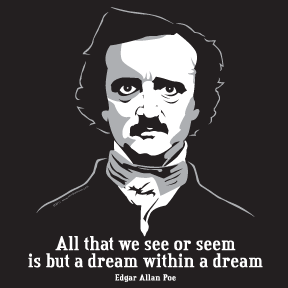 All that we see or seem
is but a dream within a dream
Edgar Allan Poe